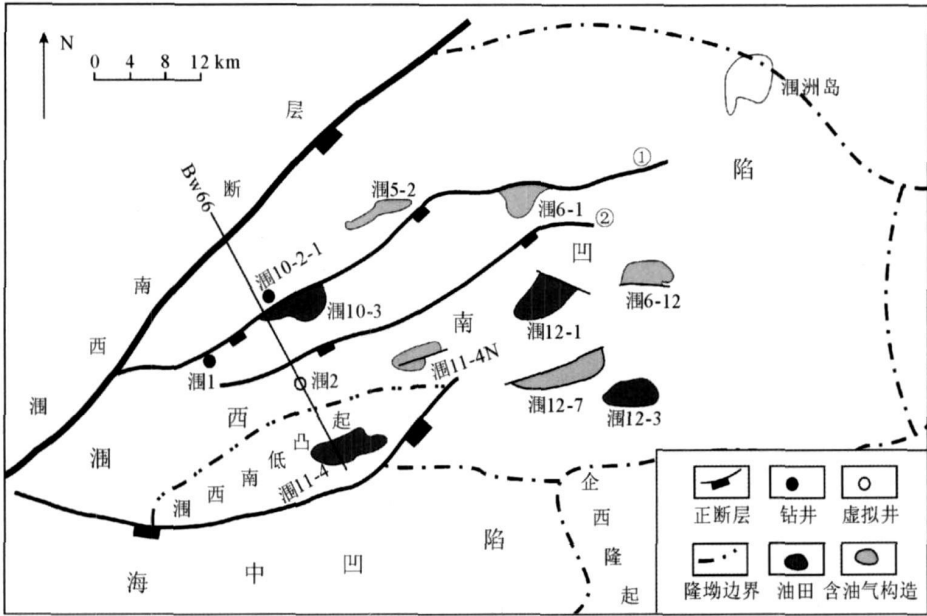 N
0 4 8 12 km
涠洲岛
层
断
南
西
涠
Bw66
①
②
陷
凹
南
西
涠
涠5-2
涠6-1
涠10-2-1
涠10-3
涠6-12
涠12-1
涠11-4N
涠1
涠2
涠12-7
涠12-3
起
凸
低
南
西
涠
涠11-4
海中凹陷
企
西
隆
起
正断层 钻井 虚拟井
隆坳边界 油田 含油气构造